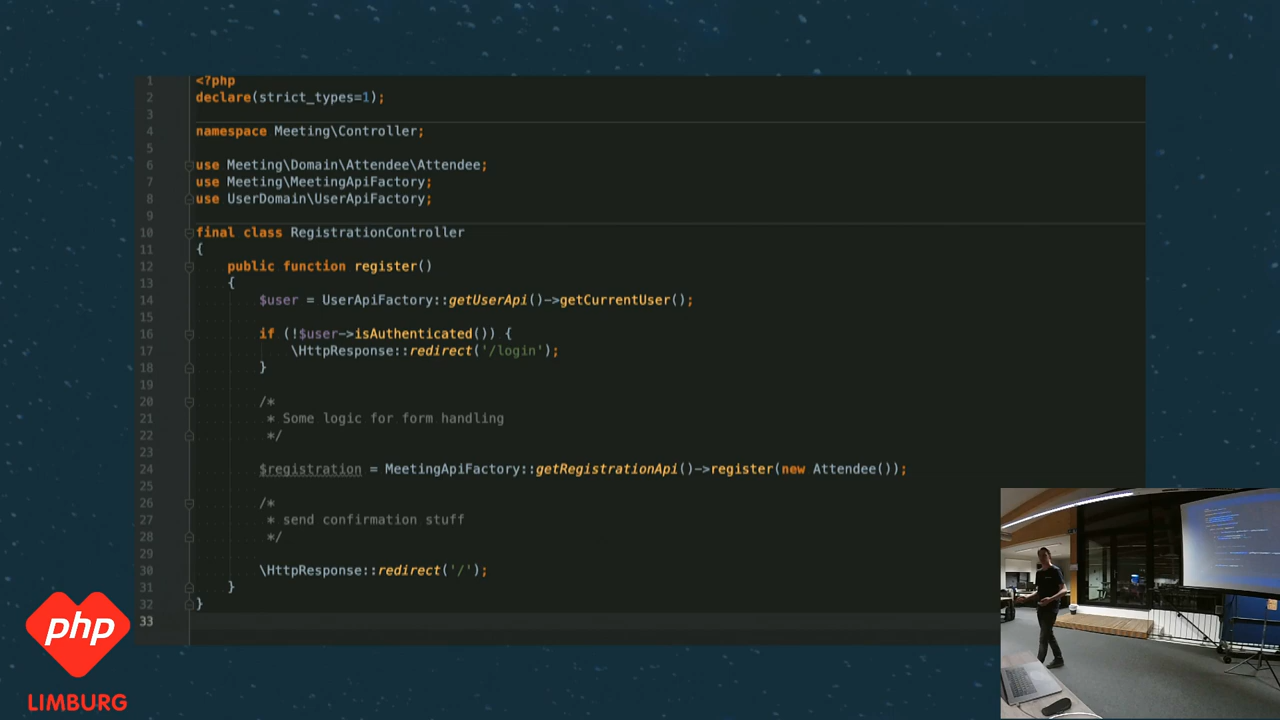 1 <?php
2 declare(strict_types=1);
3
4 namespace Meeting\Controller;
5
6 use Meeting\Domain\Attendee\Attendee;
7 use Meeting\MeetingApiFactory;
8 use UserDomain\UserApiFactory;
9
10 final class RegistrationController
11 {
12 public function register()
13 {
14 $user = UserApiFactory::getUserApi()->getCurrentUser();
15
16 if (!$user->isAuthenticated()) {
17 \HttpResponse::redirect('/login');
18 }
19
20 /*
21 * Some logic for form handling
22 */
23
24 $registration = MeetingApiFactory::getRegistrationApi()->register(new Attendee());
25
26 /*
27 * send confirmation stuff
28 */
29
30 \HttpResponse::redirect('/');
31 }
32 }
33
php
LIMBURG